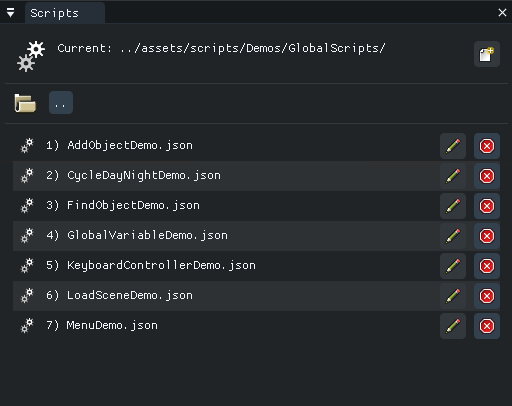 Scripts
Current: ../assets/scripts/Demos/GlobalScripts/
..
1) AddObjectDemo.json
2) CycleDayNightDemo.json
3) FindObjectDemo.json
4) GlobalVariableDemo.json
5) KeyboardControllerDemo.json
6) LoadSceneDemo.json
7) MenuDemo.json